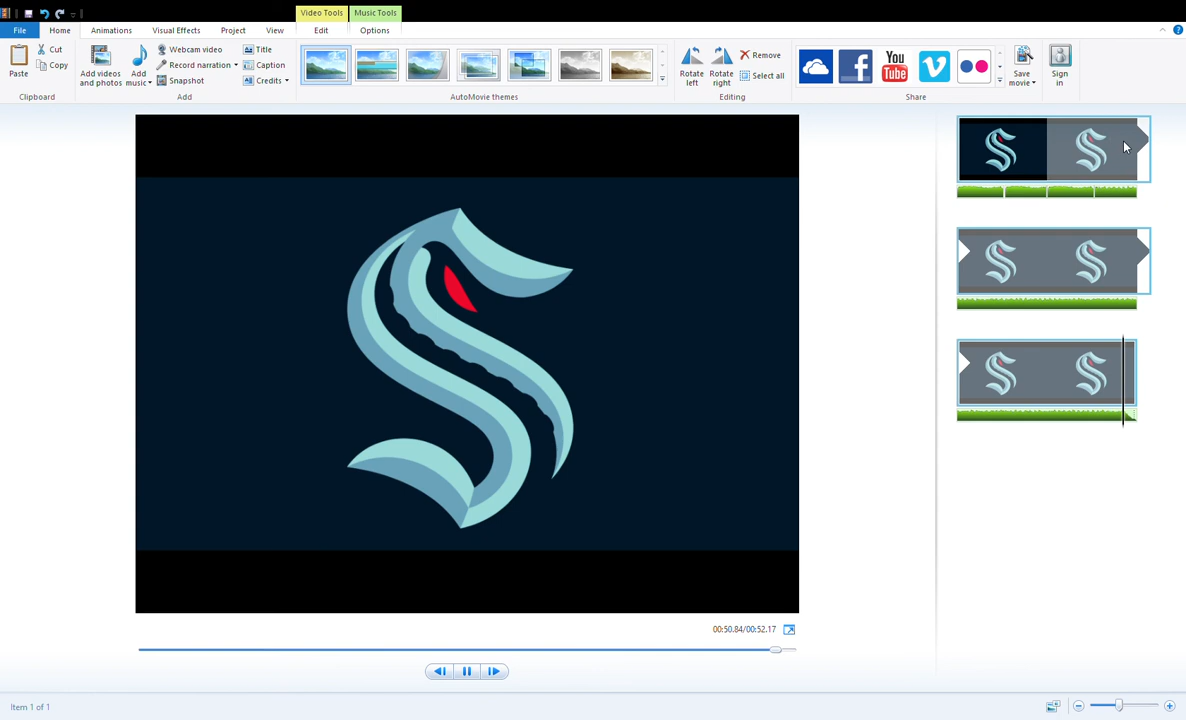 Video Tools Music Tools
File Home Animations Visual Effects Project View Edit Options
Paste
Cut
Copy
Clipboard
Add videos
and photos
Add
music
Webcam video
Record narration
Snapshot
Title
Caption
Credits
Add
AutoMovie themes
Rotate
left
Rotate
right
Remove
Select all
Editing
You
Tube
Share
Save
movie
Sign
in
00:50.84/00:52.17
Item 1 of 1